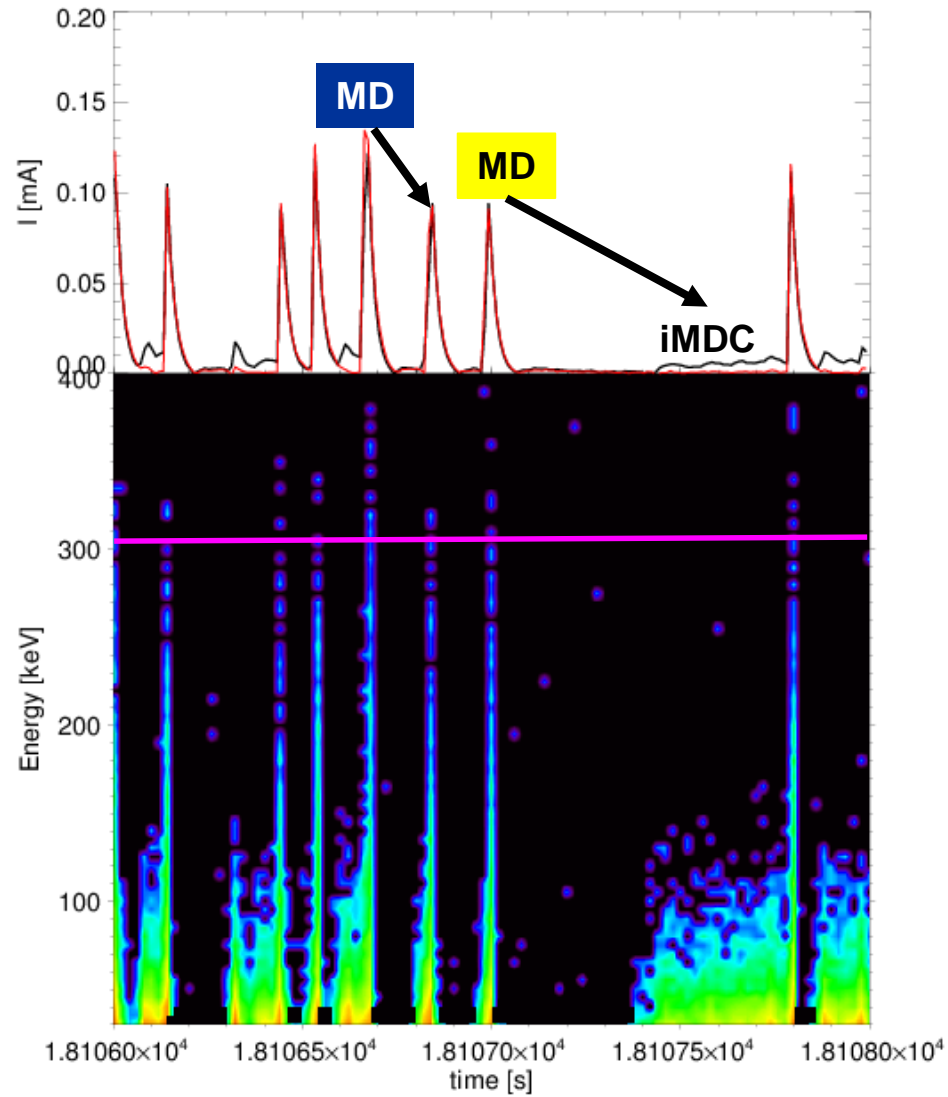 0.20
0.15
0.10
0.05
0.00
I [mA]
MD
MD
iMDC
400
300
200
100
Energy [keV]
1.81060×10⁴
1.81065×10⁴
1.81070×10⁴
1.81075×10⁴
1.81080×10⁴
time [s]